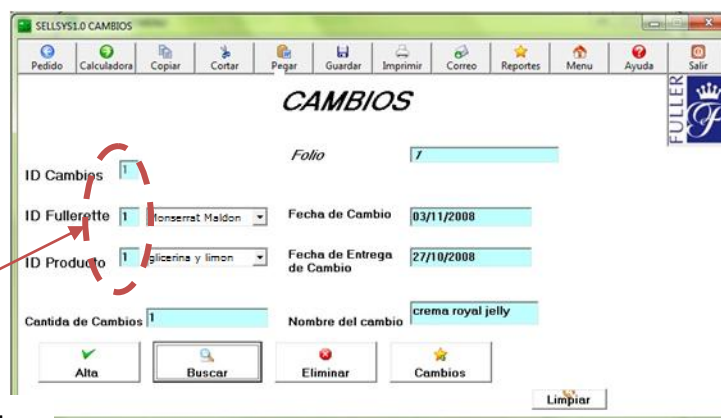 SELLSYS1.0 CAMBIOS
Pedido Calculadora Copiar Cortar Pegar Guardar Imprimir Correo Reportes Menu Ayuda Salir
CAMBIOS
FULLER
F
Folio 1
ID Cambios 1
ID Fullerette 1 Monserrat Maldon Fecha de Cambio 03/11/2008
ID Producto 1 glicerina y limon Fecha de Entrega
de Cambio 27/10/2008
Cantida de Cambios 1 Nombre del cambio crema royal jelly
Alta Buscar Eliminar Cambios
Limpiar